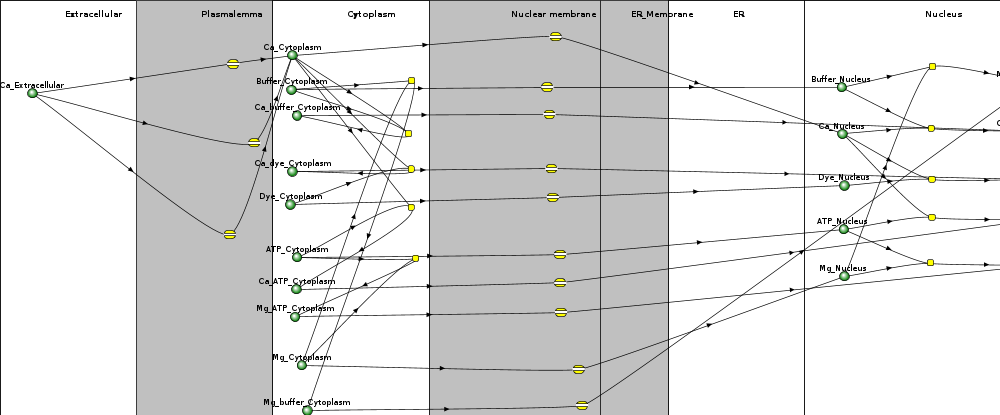 Extracellular Plasmalemma Cytoplasm Nuclear membrane ER_Membrane ER Nucleus
Ca_Cytoplasm
Ca_Extracellular
Buffer_Cytoplasm
Buffer_Nucleus
Ca_buffer_Cytoplasm
Ca_Nucleus
Ca_dye_Cytoplasm
Dye_Nucleus
Dye_Cytoplasm
ATP_Nucleus
ATP_Cytoplasm
Mg_Nucleus
Ca_ATP_Cytoplasm
Mg_ATP_Cytoplasm
Mg_Cytoplasm
Mg_buffer_Cytoplasm